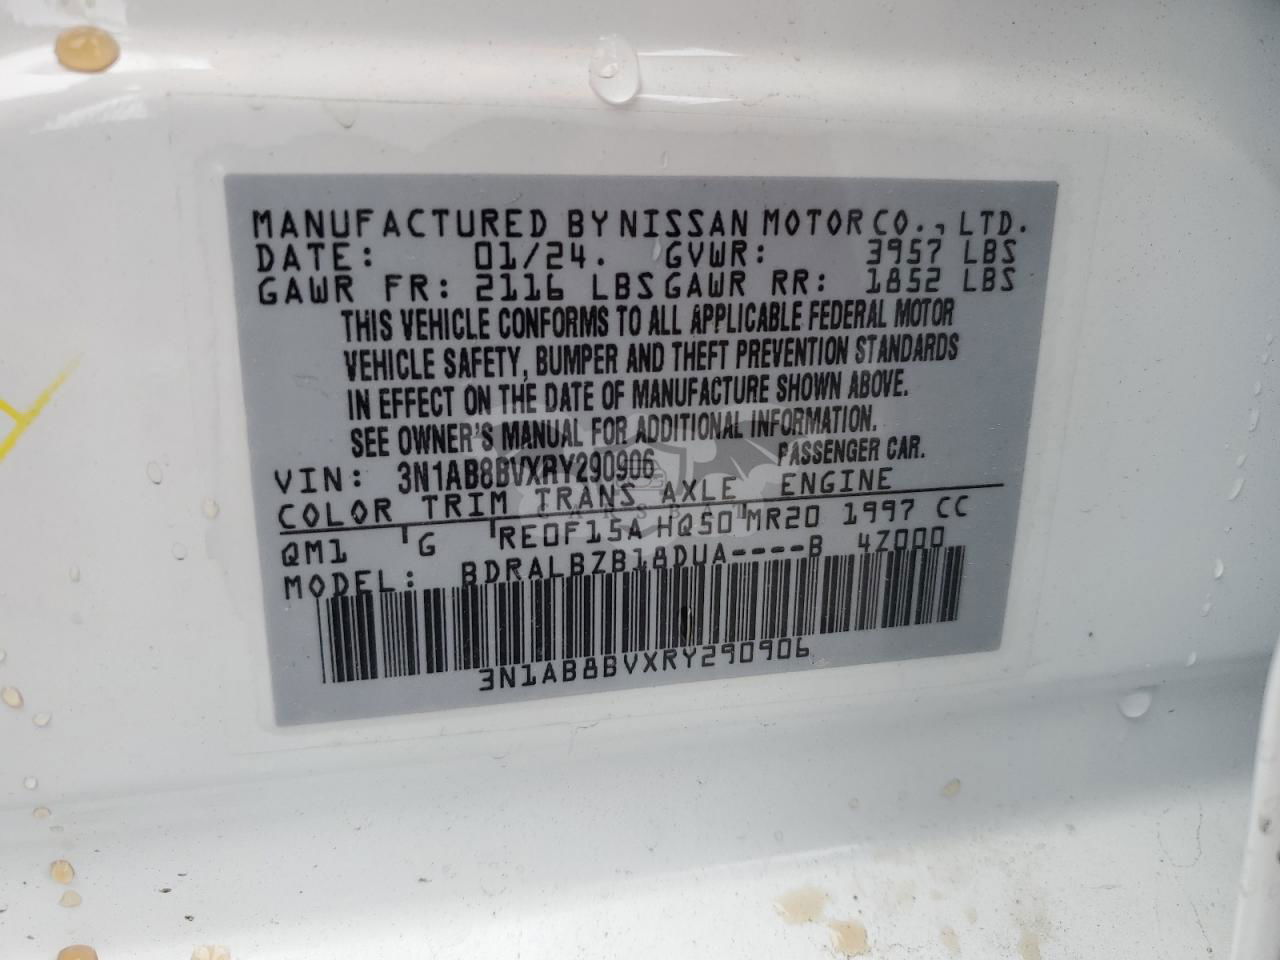 MANUFACTURED BY NISSAN MOTOR CO., LTD.
DATE: 01/24. GVWR: 3957 LBS
GAWR FR: 2116 LBS GAWR RR: 1852 LBS
THIS VEHICLE CONFORMS TO ALL APPLICABLE FEDERAL MOTOR
VEHICLE SAFETY, BUMPER AND THEFT PREVENTION STANDARDS
IN EFFECT ON THE DATE OF MANUFACTURE SHOWN ABOVE.
SEE OWNER'S MANUAL FOR ADDITIONAL INFORMATION.
VIN: 3N1AB8BVXRY290906 PASSENGER CAR.
COLOR TRIM TRANS AXLE ENGINE
QM1 G RE0F15A HQ50 MR20 1997 CC
MODEL: BDRALBZB18DUA----B 4Z000
3N1AB8BVXRY290906
CARSBAT